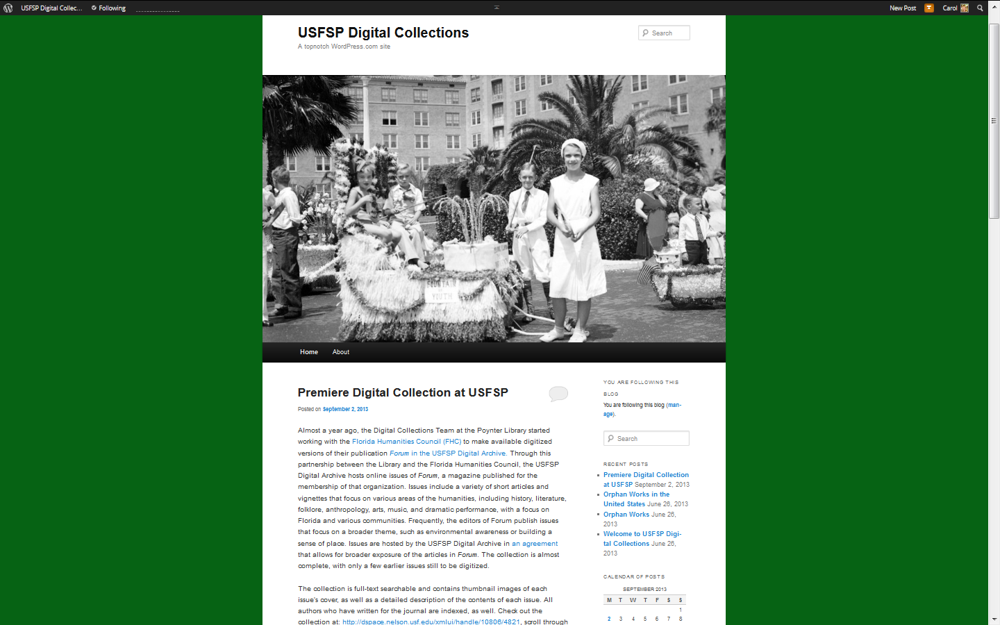 USFSP Digital Collec...
Following
New Post
Carol
USFSP Digital Collections
A topnotch WordPress.com site
Search
FOUNTAIN
YOUTH
Home
About
Premiere Digital Collection at USFSP
Posted on September 2, 2013
Almost a year ago, the Digital Collections Team at the Poynter Library started
working with the Florida Humanities Council (FHC) to make available digitized
versions of their publication Forum in the USFSP Digital Archive. Through this
partnership between the Library and the Florida Humanities Council, the USFSP
Digital Archive hosts online issues of Forum, a magazine published for the
membership of that organization. Issues include a variety of short articles and
vignettes that focus on various areas of the humanities, including history, literature,
folklore, anthropology, arts, music, and dramatic performance, with a focus on
Florida and various communities. Frequently, the editors of Forum publish issues
that focus on a broader theme, such as environmental awareness or building a
sense of place. Issues are hosted by the USFSP Digital Archive in an agreement
that allows for broader exposure of the articles in Forum. The collection is almost
complete, with only a few earlier issues still to be digitized.
The collection is full-text searchable and contains thumbnail images of each
issue's cover, as well as a detailed description of the contents of each issue. All
authors who have written for the journal are indexed, as well. Check out the
collection at: http://dspace.nelson.usf.edu/xmlui/handle/10806/4821, scroll through
YOU ARE FOLLOWING THIS
BLOG
You are following this blog (man-
age).
Search
RECENT POSTS
Premiere Digital Collection
at USFSP September 2, 2013
Orphan Works in the
United States June 26, 2013
Orphan Works June 26,
2013
Welcome to USFSP Digi-
tal Collections June 26,
2013
CALENDAR OF POSTS
SEPTEMBER 2013
M T W T F S S
1
2 3 4 5 6 7 8